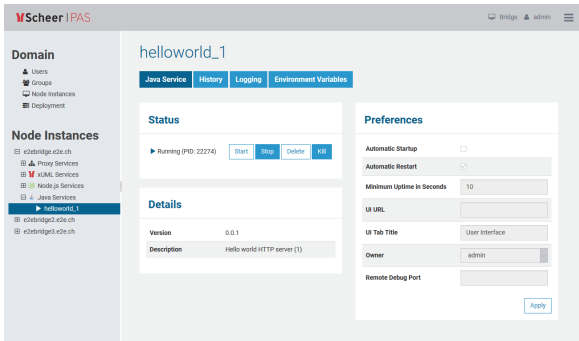 Scheer PAS
Bridge admin
Domain
Users
Groups
Node Instances
Deployment
Node Instances
e2ebridge.e2e.ch
Proxy Services
xUML Services
Node.js Services
Java Services
helloworld_1
e2ebridge2.e2e.ch
e2ebridge3.e2e.ch
helloworld_1
Java Service History Logging Environment Variables
Status
Running (PID: 22274) Start Stop Delete Kill
Details
Version 0.0.1
Description Hello world HTTP server (1)
Preferences
Automatic Startup
Automatic Restart
Minimum Uptime in Seconds 10
UI URL
UI Tab Title User Interface
Owner admin
Remote Debug Port
Apply